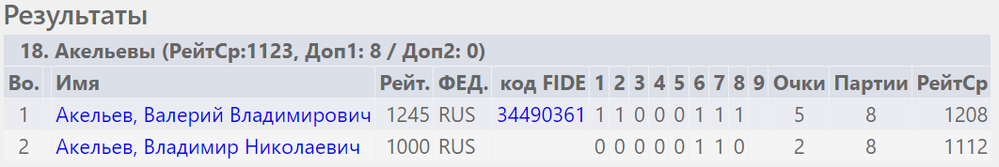 Результаты
18. Акельевы (РейтСр:1123, Доп1: 8 / Доп2: 0)
Во. Имя Рейт. ФЕД. код FIDE 1 2 3 4 5 6 7 8 9 Очки Партии РейтСр
1 Акельев, Валерий Владимирович 1245 RUS 34490361 1 1 0 0 0 1 1 1 5 8 1208
2 Акельев, Владимир Николаевич 1000 RUS 0 0 0 0 0 1 1 0 2 8 1112